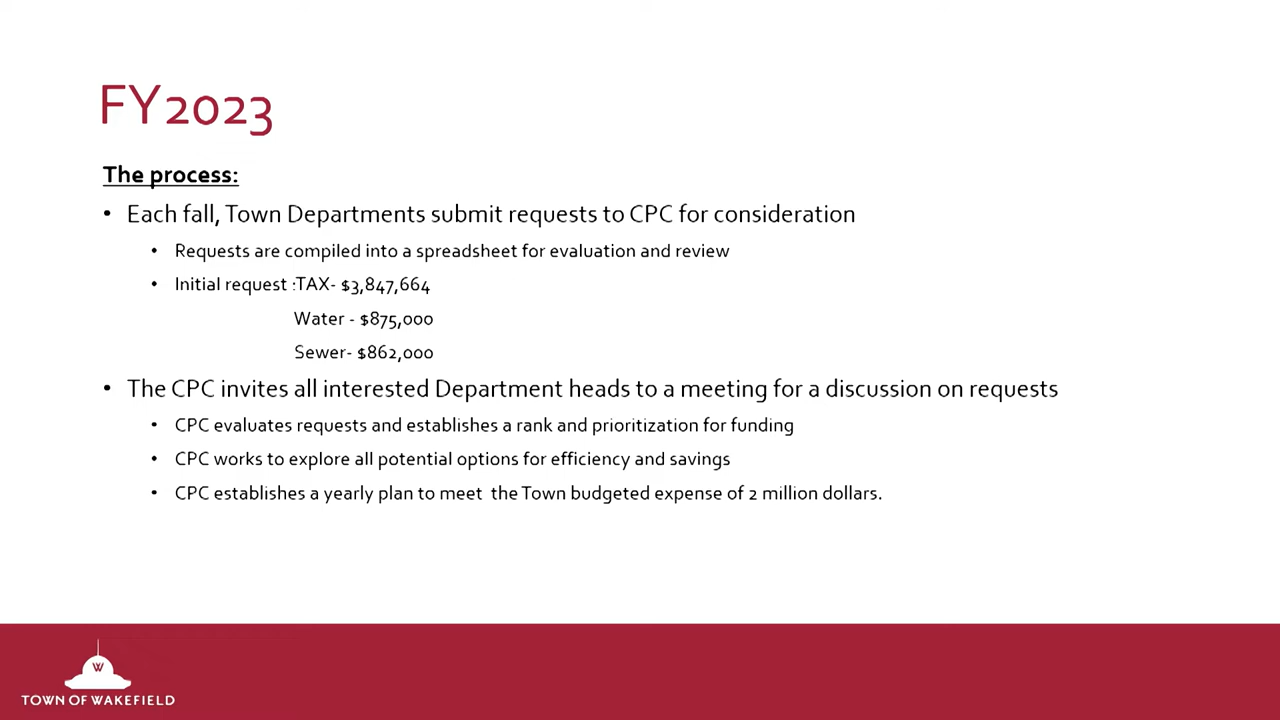 FY2023
The process:
• Each fall, Town Departments submit requests to CPC for consideration
• Requests are compiled into a spreadsheet for evaluation and review
• Initial request :TAX- $3,847,664
Water - $875,000
Sewer- $862,000
• The CPC invites all interested Department heads to a meeting for a discussion on requests
• CPC evaluates requests and establishes a rank and prioritization for funding
• CPC works to explore all potential options for efficiency and savings
• CPC establishes a yearly plan to meet  the Town budgeted expense of 2 million dollars.
W
TOWN OF WAKEFIELD